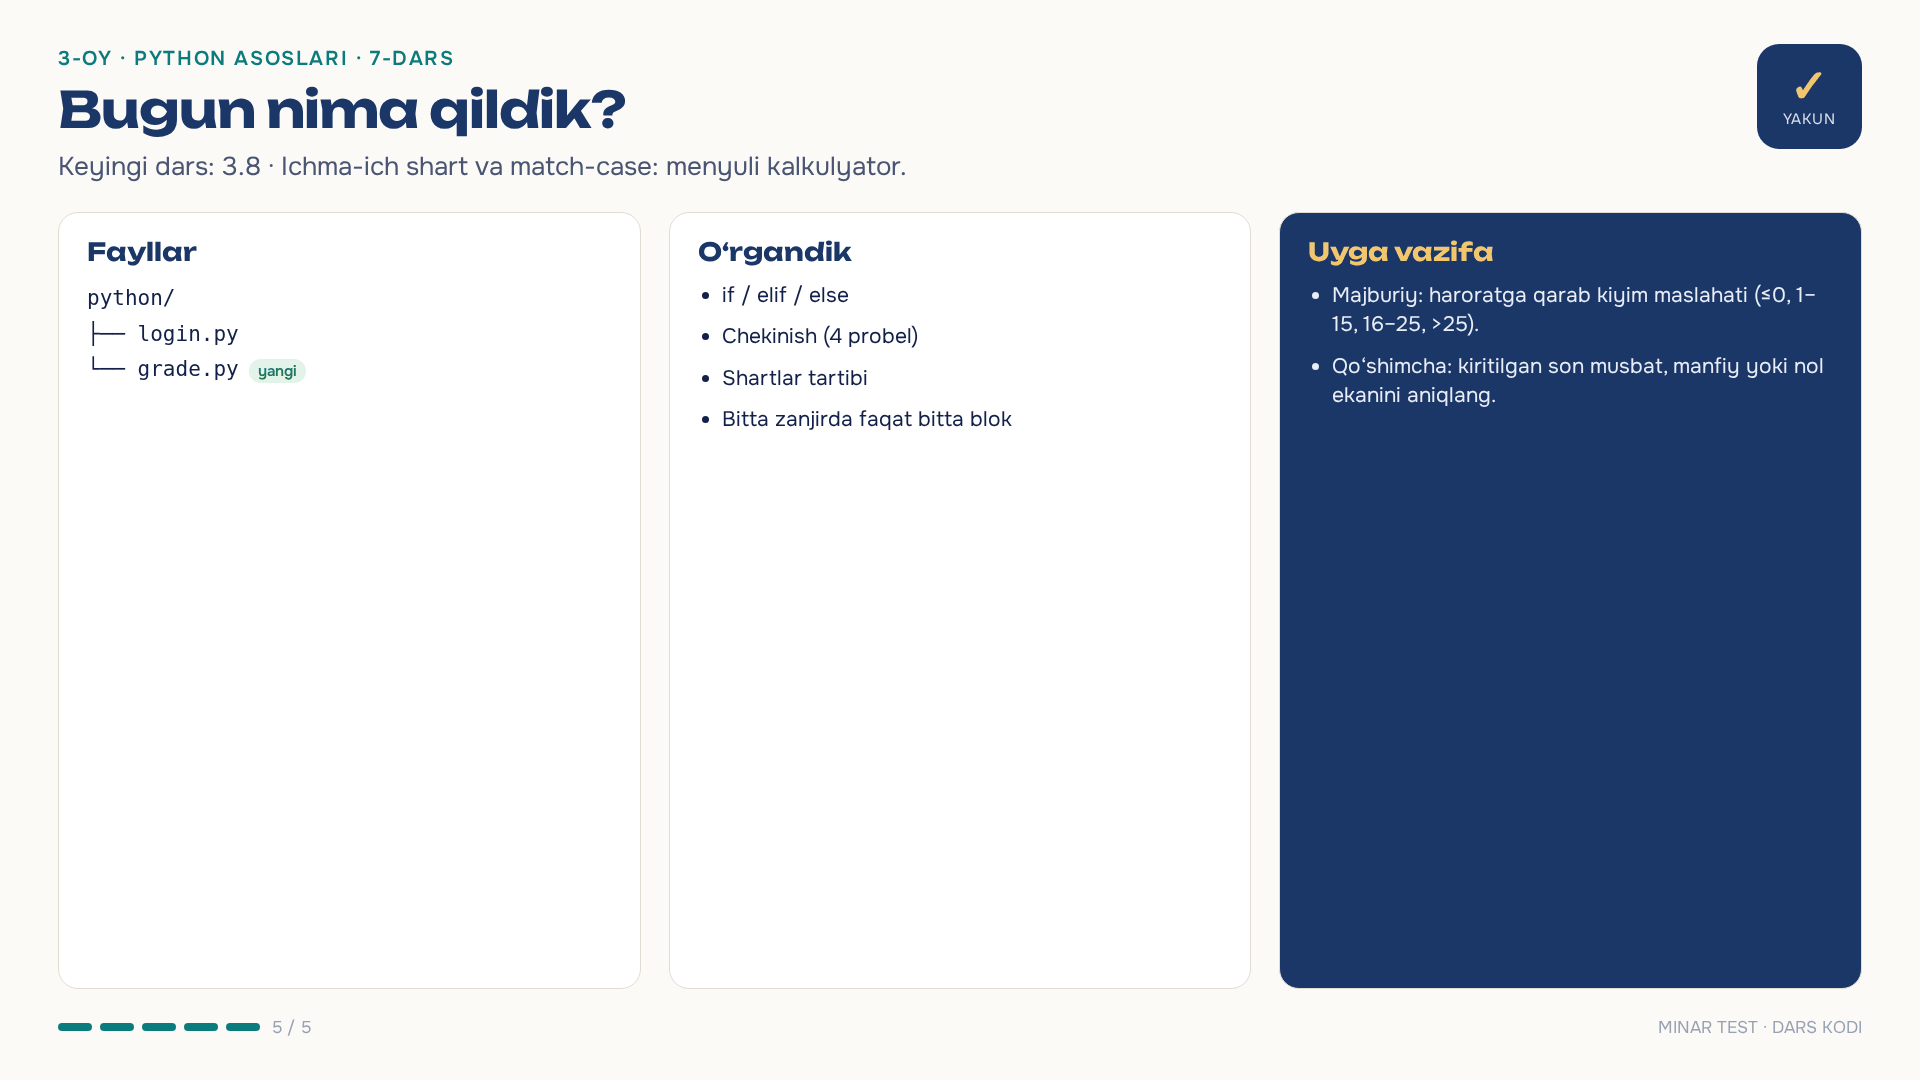 3-OY · PYTHON ASOSLARI · 7-DARS
Bugun nima qildik?
Keyingi dars: 3.8 · Ichma-ich shart va match-case: menyuli kalkulyator.
✓
YAKUN
Fayllar
python/
├── login.py
└── grade.py yangi
Oʻrgandik
• if / elif / else
• Chekinish (4 probel)
• Shartlar tartibi
• Bitta zanjirda faqat bitta blok
Uyga vazifa
• Majburiy: haroratga qarab kiyim maslahati (≤0, 1–
15, 16–25, >25).
• Qoʻshimcha: kiritilgan son musbat, manfiy yoki nol
ekanini aniqlang.
5 / 5
MINAR TEST · DARS KODI